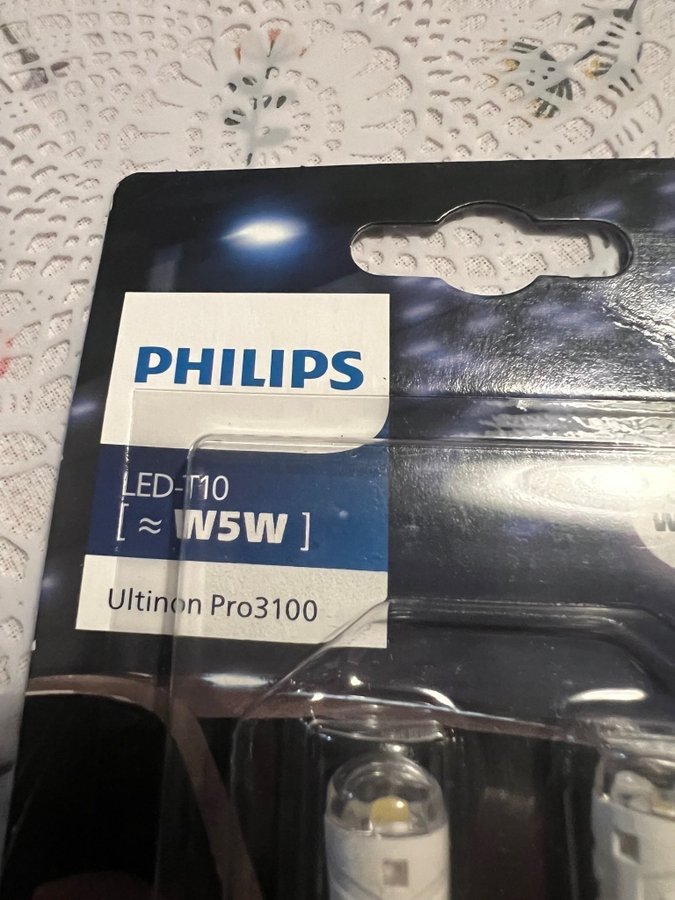 PHILIPS
LED-T10
[ ≈ W5W ]
Ultinon Pro3100